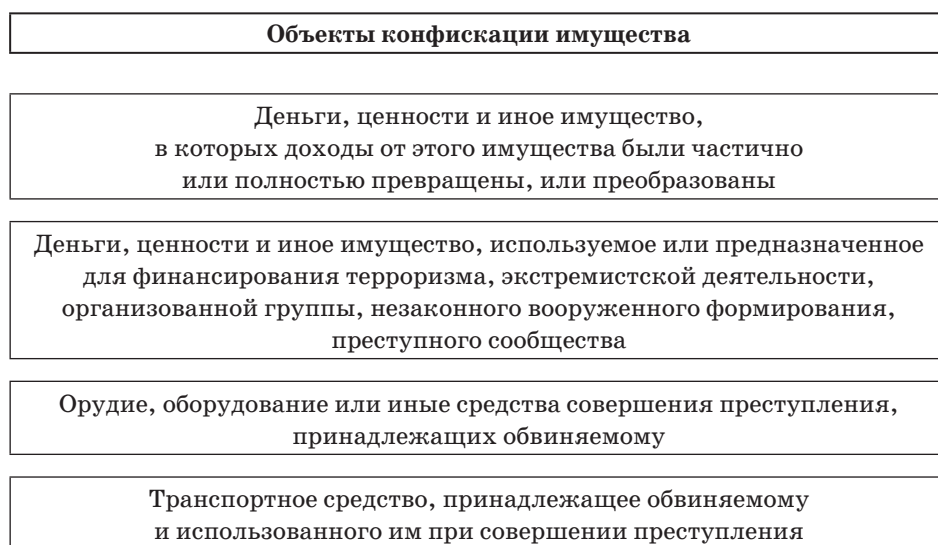 Объекты конфискации имущества
Деньги, ценности и иное имущество,
в которых доходы от этого имущества были частично
или полностью превращены, или преобразованы
Деньги, ценности и иное имущество, используемое или предназначенное
для финансирования терроризма, экстремистской деятельности,
организованной группы, незаконного вооруженного формирования,
преступного сообщества
Орудие, оборудование или иные средства совершения преступления,
принадлежащих обвиняемому
Транспортное средство, принадлежащее обвиняемому
и использованного им при совершении преступления